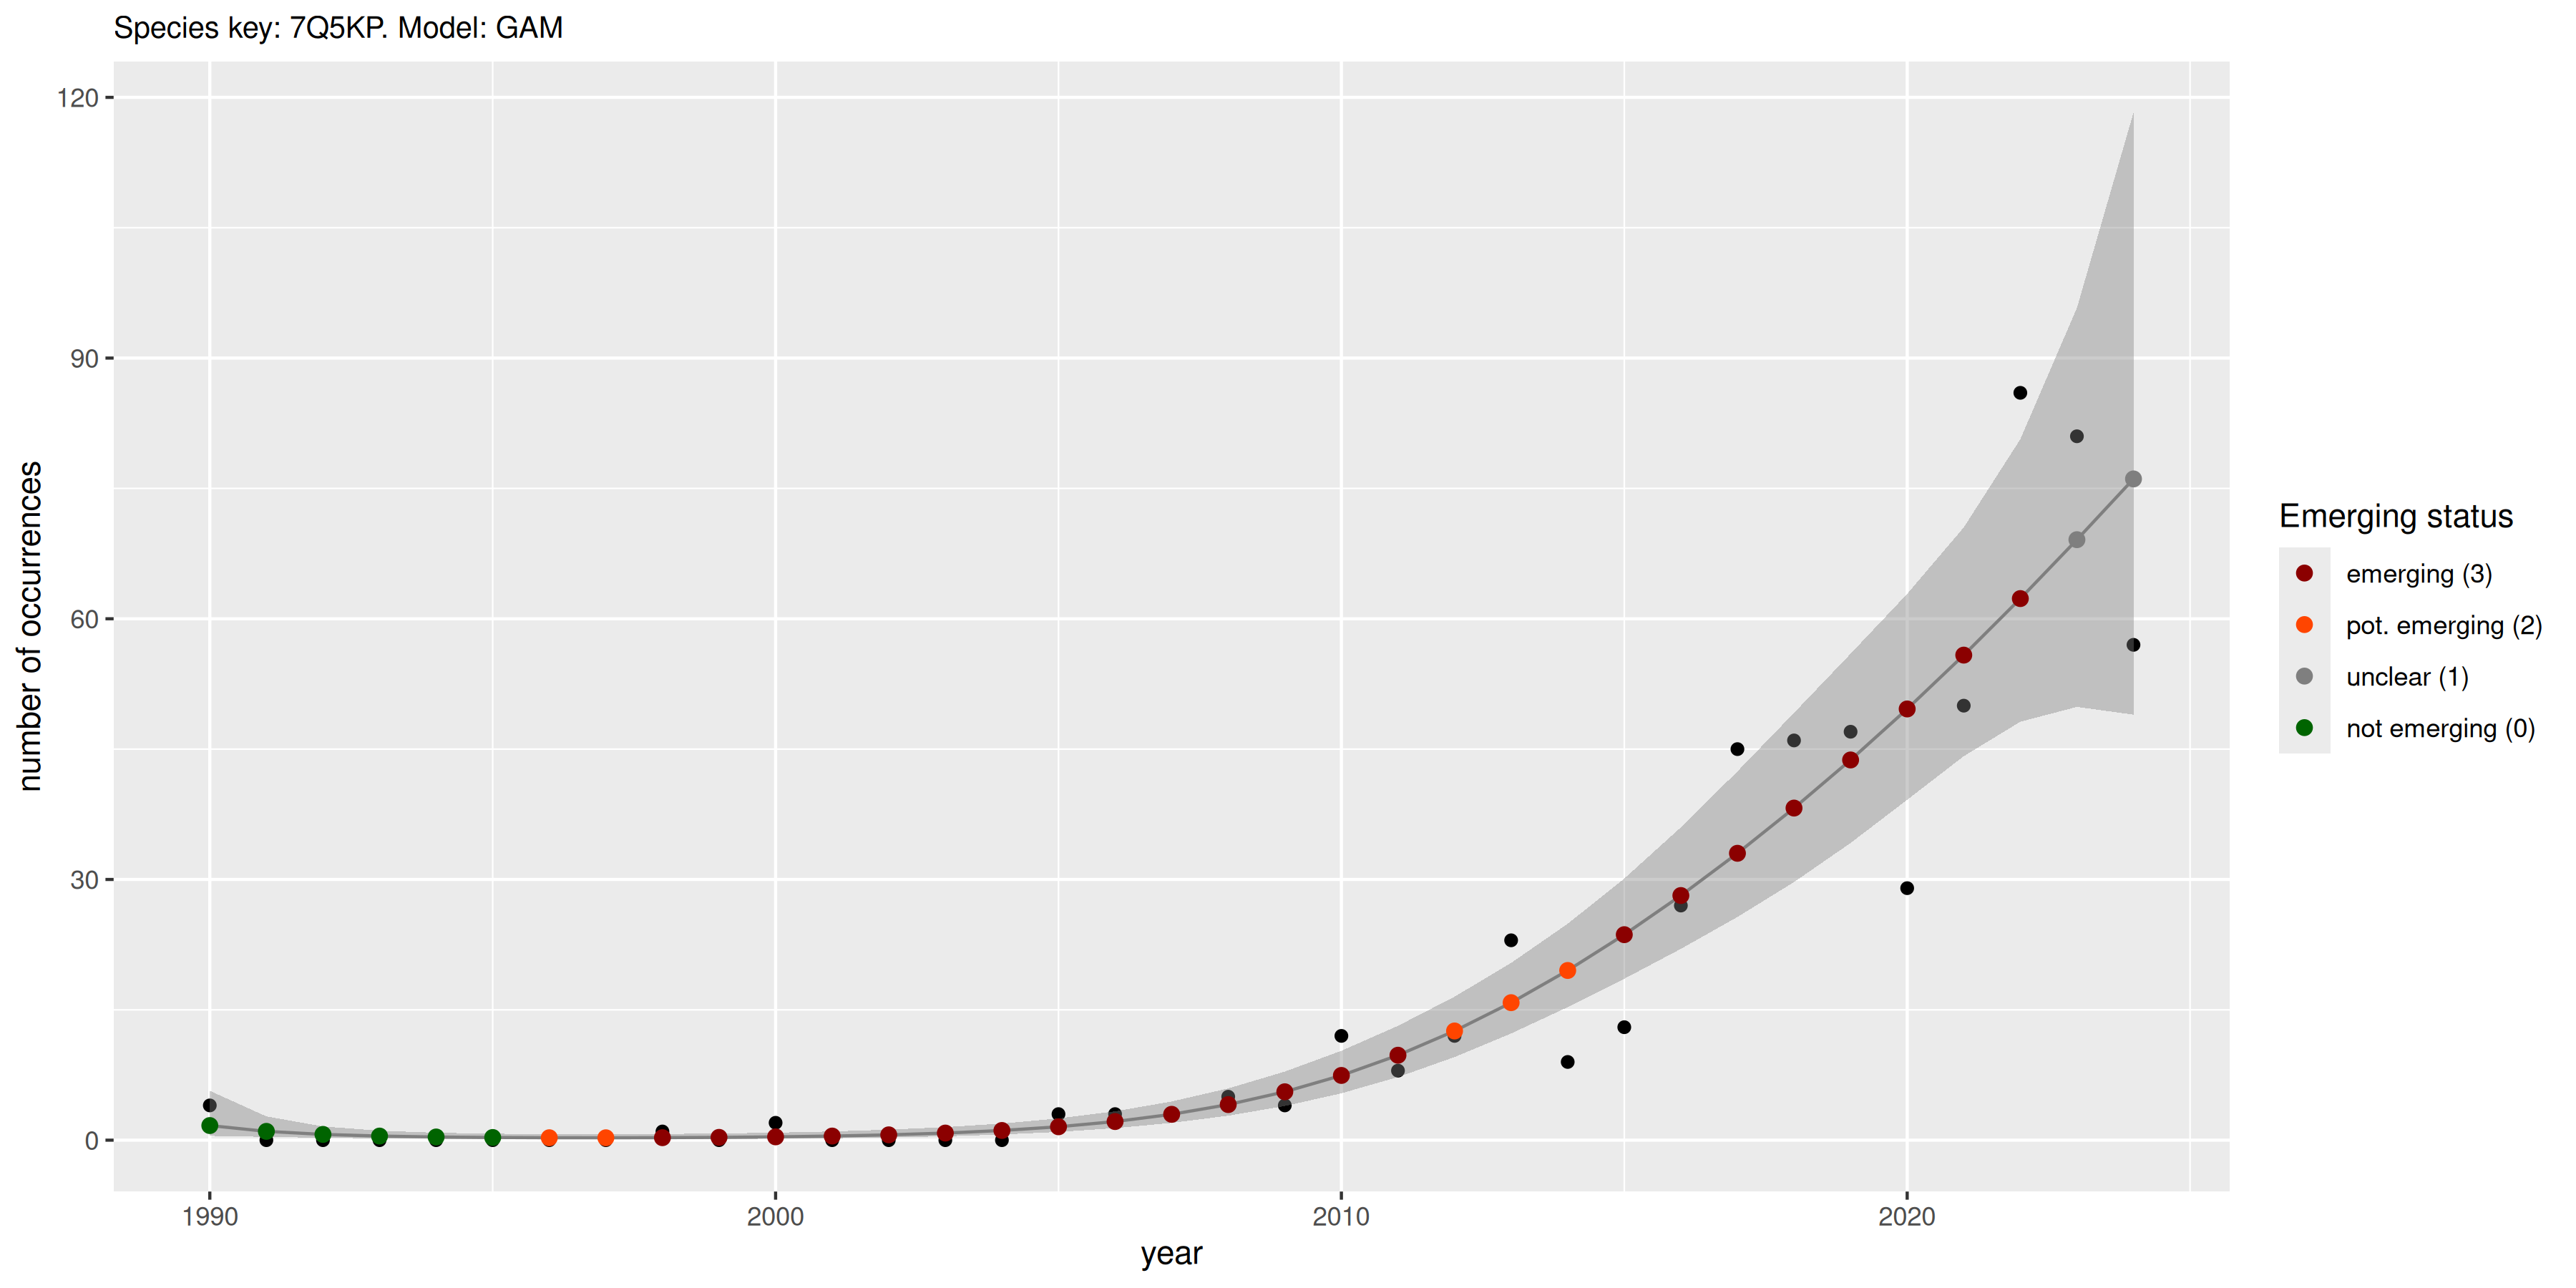 Species key: 7Q5KP. Model: GAM
120
90
60
30
0
number of occurrences
1990 2000 2010 2020
year
Emerging status
emerging (3)
pot. emerging (2)
unclear (1)
not emerging (0)